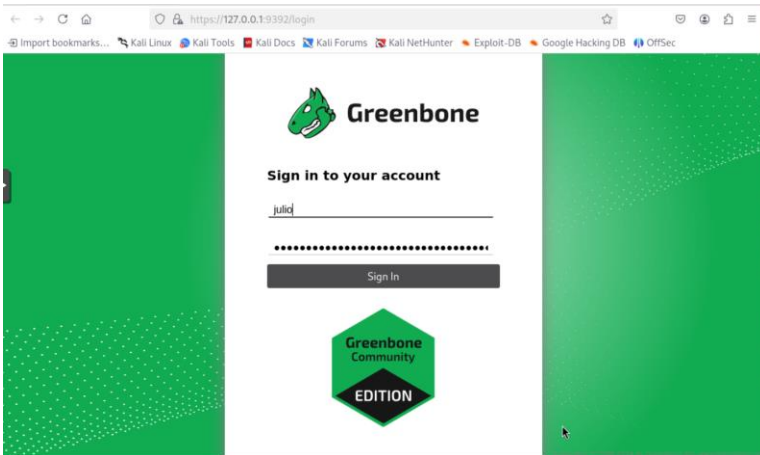 https://127.0.0.1:9392/login
Import bookmarks... Kali Linux Kali Tools Kali Docs Kali Forums Kali NetHunter Exploit-DB Google Hacking DB OffSec
Greenbone
Sign in to your account
julio
••••••••••••••••••••••••••••••••••
Sign In
Greenbone
Community
EDITION